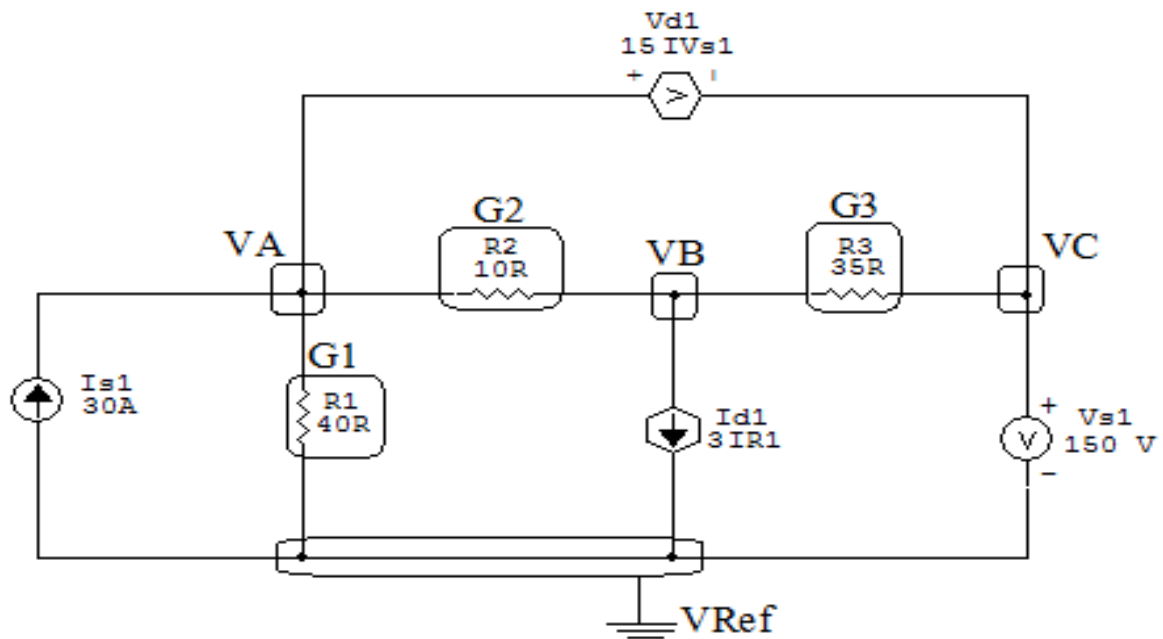 Vd1
15 IVs1
+
VA
G2
R2
10R
VB
G3
R3
35R
VC
G1
R1
40R
Is1
30A
Id1
3 IR1
+
V
-
Vs1
150 V
VRef